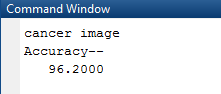 Command Window
cancer image
Accuracy--
96.2000